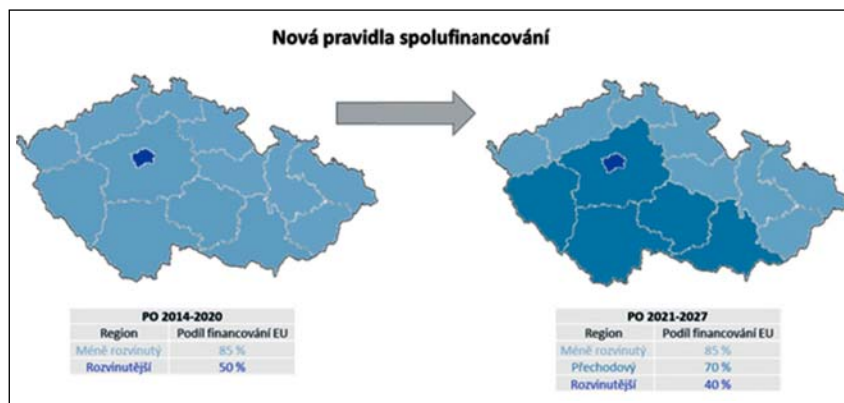 Nová pravidla spolufinancování
PO 2014-2020
Region Podíl financování EU
Méně rozvinutý 85 %
Rozvinutější 50 %
PO 2021-2027
Region Podíl financování EU
Méně rozvinutý 85 %
Přechodový 70 %
Rozvinutější 40 %